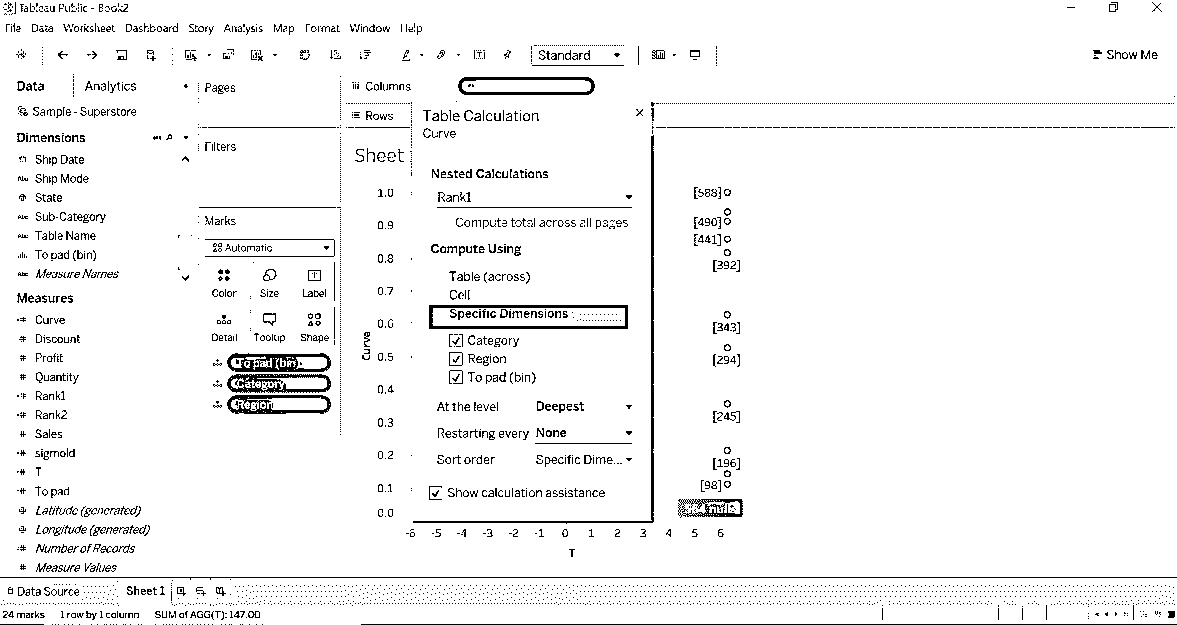 Tableau Public - Book2
File Data Worksheet Dashboard Story Analysis Map Format Window Help
Standard
Show Me
Data Analytics
Sample - Superstore
Dimensions
Ship Date
Abc Ship Mode
State
Abc Sub-Category
Abc Table Name
To pad (bin)
Abc Measure Names
Measures
Curve
Discount
Profit
Quantity
Rank1
Rank2
Sales
sigmold
T
To pad
Latitude (generated)
Longitude (generated)
Number of Records
Measure Values
Pages
Filters
Marks
Automatic
Color Size Label
Detail Tooltip Shape
To pad (bin)
Category
Region
Columns
Rows
Sheet
Table Calculation
Curve
Nested Calculations
Rank1
Compute total across all pages
Compute Using
Table (across)
Cell
Specific Dimensions
Category
Region
To pad (bin)
At the level Deepest
Restarting every None
Sort order Specific Dime...
Show calculation assistance
1.0
0.9
0.8
0.7
0.6
0.5
0.4
0.3
0.2
0.1
0.0
Curve
-6 -5 -4 -3 -2 -1 0 1 2 3 4 5 6
T
[588]
[490]
[441]
[392]
[343]
[294]
[245]
[196]
[98]
Data Source Sheet 1
24 marks 1 row by 1 column SUM of AGG(T): 147.00